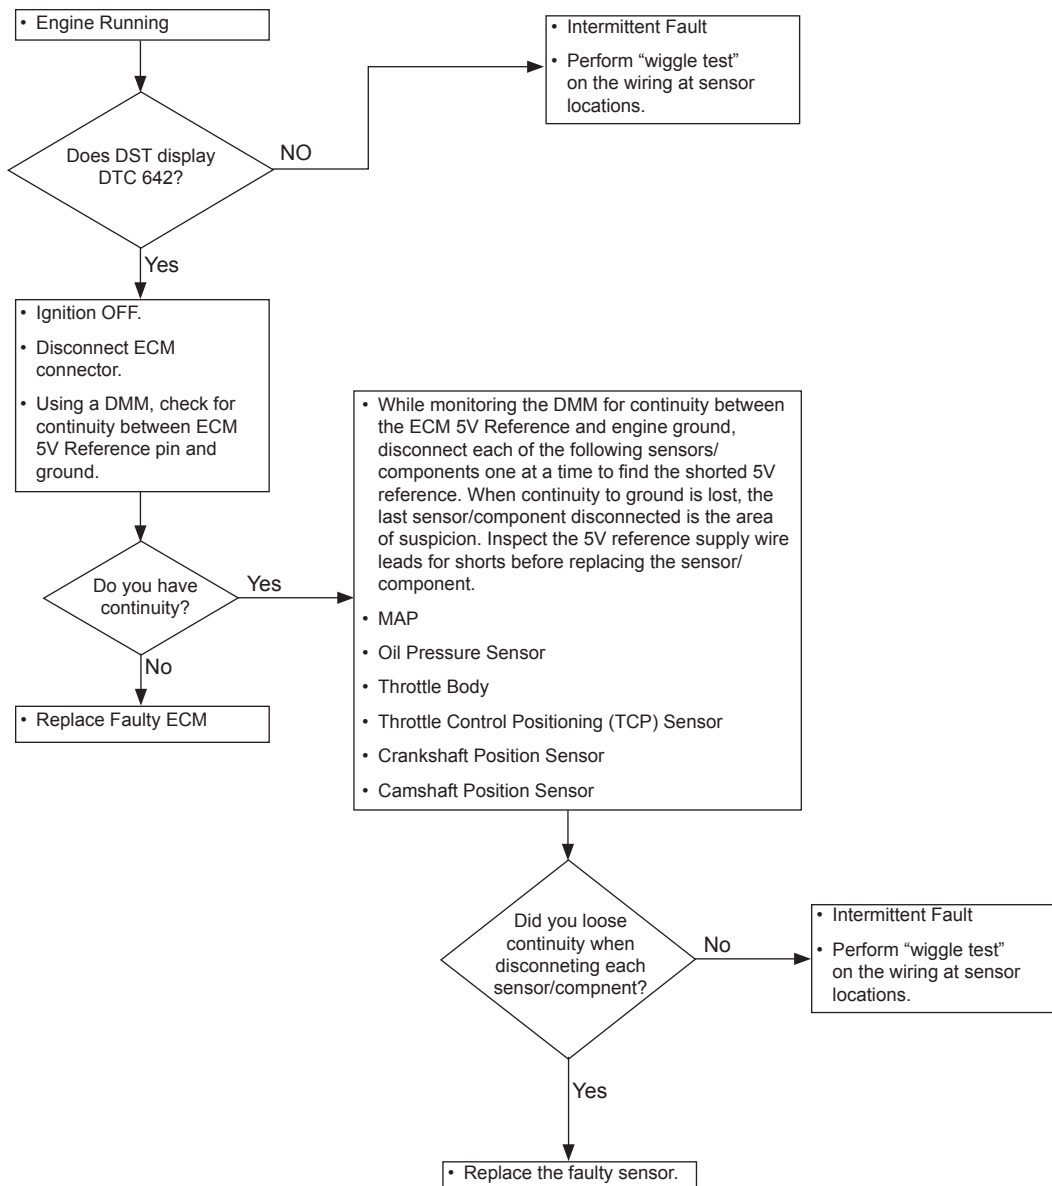 • Engine Running
• Intermittent Fault
• Perform “wiggle test”
on the wiring at sensor
locations.
Does DST display
DTC 642?
NO
Yes
• Ignition OFF.
• Disconnect ECM
connector.
• Using a DMM, check for
continuity between ECM
5V Reference pin and
ground.
• While monitoring the DMM for continuity between
the ECM 5V Reference and engine ground,
disconnect each of the following sensors/
components one at a time to find the shorted 5V
reference. When continuity to ground is lost, the
last sensor/component disconnected is the area
of suspicion. Inspect the 5V reference supply wire
leads for shorts before replacing the sensor/
component.
• MAP
• Oil Pressure Sensor
• Throttle Body
• Throttle Control Positioning (TCP) Sensor
• Crankshaft Position Sensor
• Camshaft Position Sensor
Do you have
continuity?
Yes
No
• Replace Faulty ECM
Did you loose
continuity when
disconneting each
sensor/compnent?
No
• Intermittent Fault
• Perform “wiggle test”
on the wiring at sensor
locations.
Yes
• Replace the faulty sensor.